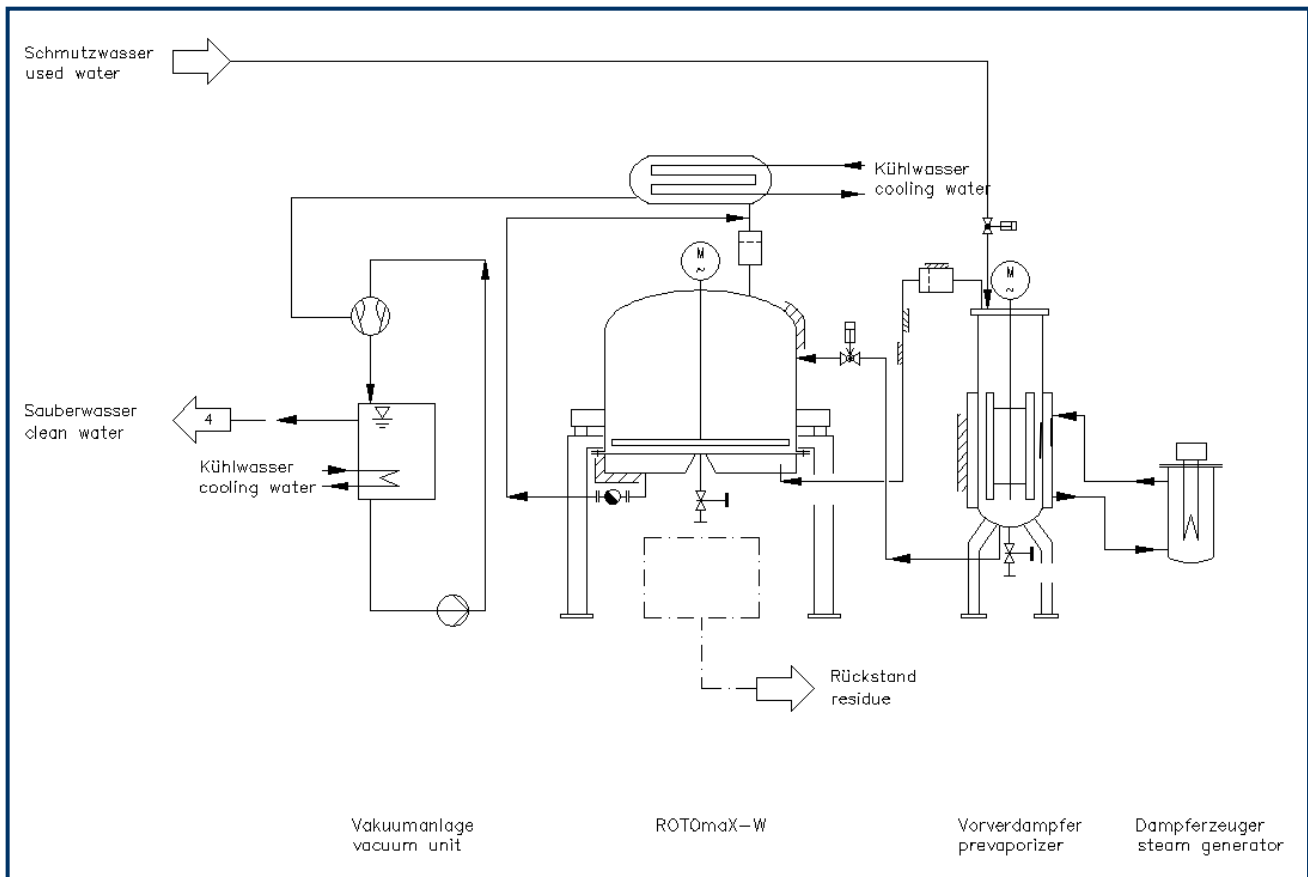 Schmutzwasser
used water
Kühlwasser
cooling water
M
~
M
~
Sauberwasser
clean water
4
Kühlwasser
cooling water
Rückstand
residue
Vakuumanlage
vacuum unit
ROTOmaX-W
Vorverdampfer
prevaporizer
Dampferzeuger
steam generator